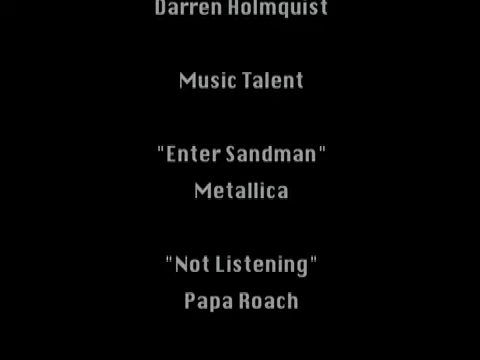 Darren Holmquist
Music Talent
"Enter Sandman"
Metallica
"Not Listening"
Papa Roach